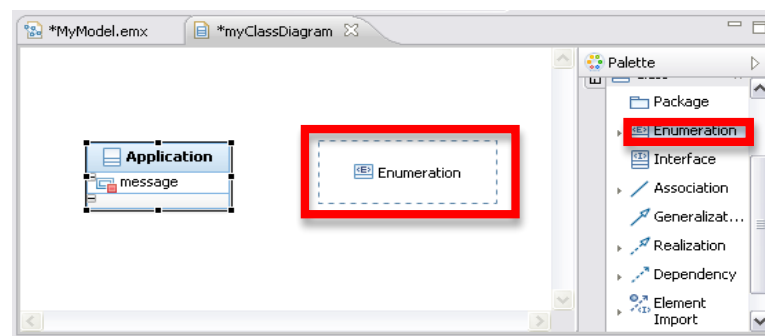 *MyModel.emx
*myClassDiagram
Palette
Package
Enumeration
Interface
Association
Generalizat...
Realization
Dependency
Element
Import
Application
message
Enumeration